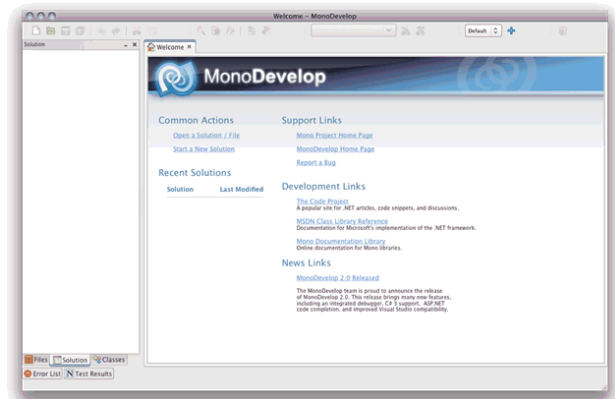 Welcome – MonoDevelop
Default
Solution
Welcome
MonoDevelop
Common Actions
Open a Solution / File
Start a New Solution
Recent Solutions
Solution Last Modified
Support Links
Mono Project Home Page
MonoDevelop Home Page
Report a Bug
Development Links
The Code Project
A popular site for .NET articles, code snippets, and discussions.
MSDN Class Library Reference
Documentation for Microsoft's implementation of the .NET framework.
Mono Documentation Library
Online documentation for Mono libraries.
News Links
MonoDevelop 2.0 Released
The MonoDevelop team is proud to announce the release
of MonoDevelop 2.0. This release brings many new features,
including an integrated debugger, C# 3 support, ASP.NET
code completion, and improved Visual Studio compatibility.
Files Solution Classes
Error List Test Results